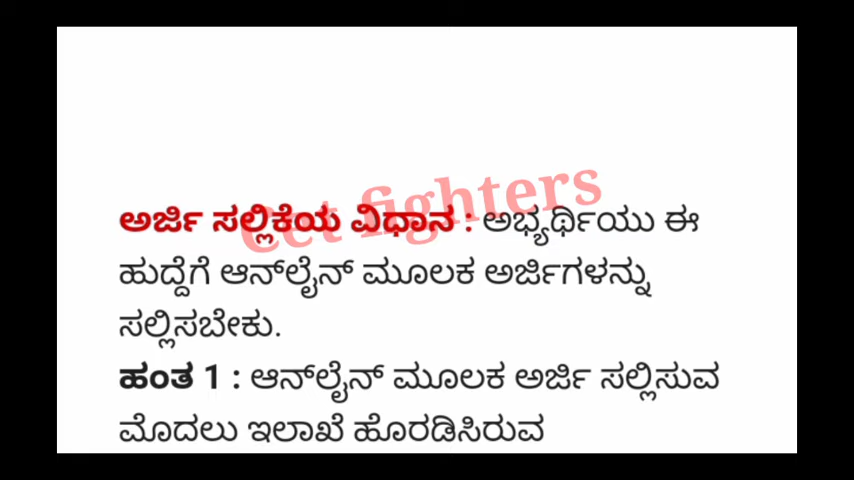 ಅರ್ಜಿ ಸಲ್ಲಿಕೆಯ ವಿಧಾನ : ಅಭ್ಯರ್ಥಿಯು ಈ
ಹುದ್ದೆಗೆ ಆನ್‌ಲೈನ್ ಮೂಲಕ ಅರ್ಜಿಗಳನ್ನು
ಸಲ್ಲಿಸಬೇಕು.
ಹಂತ 1 : ಆನ್‌ಲೈನ್ ಮೂಲಕ ಅರ್ಜಿ ಸಲ್ಲಿಸುವ
ಮೊದಲು ಇಲಾಖೆ ಹೊರಡಿಸಿರುವ
Cet fighters